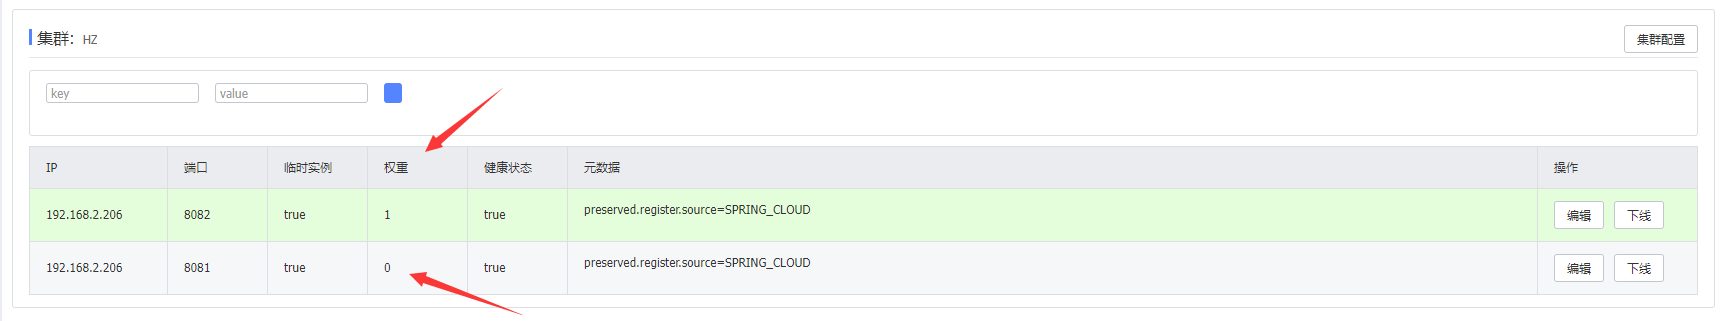 集群： HZ
集群配置
key value
IP 端口 临时实例 权重 健康状态 元数据 操作
192.168.2.206 8082 true 1 true preserved.register.source=SPRING_CLOUD 编辑 下线
192.168.2.206 8081 true 0 true preserved.register.source=SPRING_CLOUD 编辑 下线